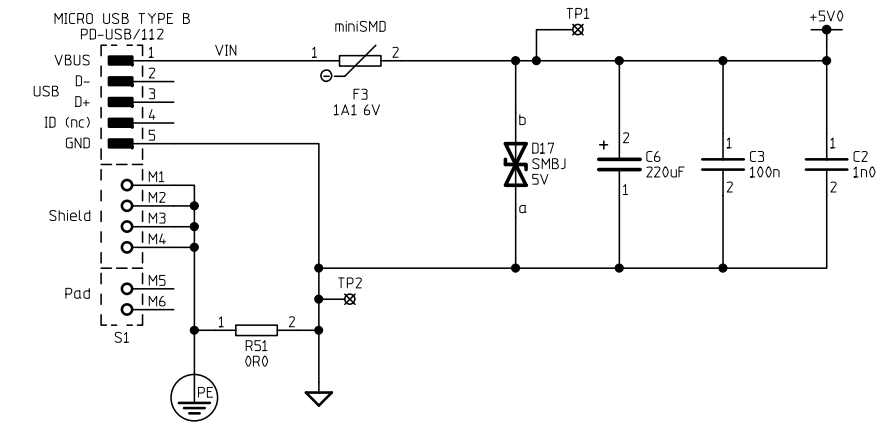 MICRO USB TYPE B
PD-USB/112
miniSMD
TP1
+5V0
VBUS 1 VIN 1 2
D- 2
USB
D+ 3
F3
1A1 6V
ID (nc) 4
GND 5
b
D17
SMBJ
5V
a
+ 2
C6
220uF
1
1
C3
100n
2
1
C2
1n0
2
Shield
M1
M2
M3
M4
Pad
M5
M6
S1
TP2
1 2
R51
0R0
PE